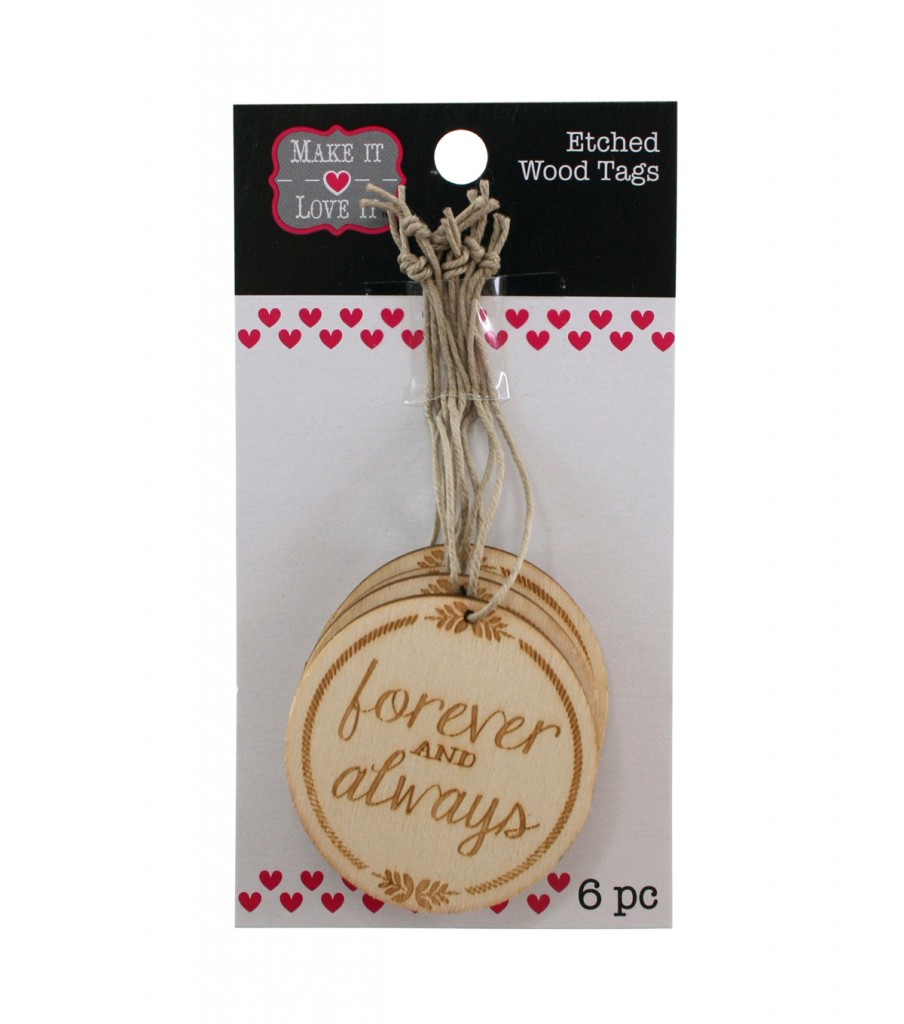 MAKE IT
LOVE IT
Etched
Wood Tags
forever
AND
always
6 pc